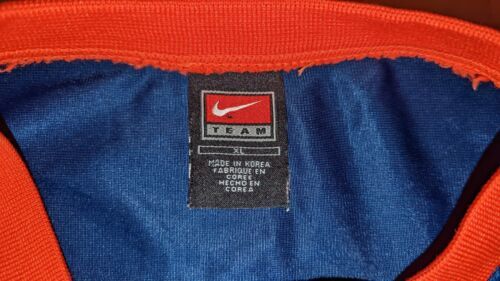 TEAM
XL
MADE IN KOREA
FABRIQUE EN
COREE
HECHO EN
COREA